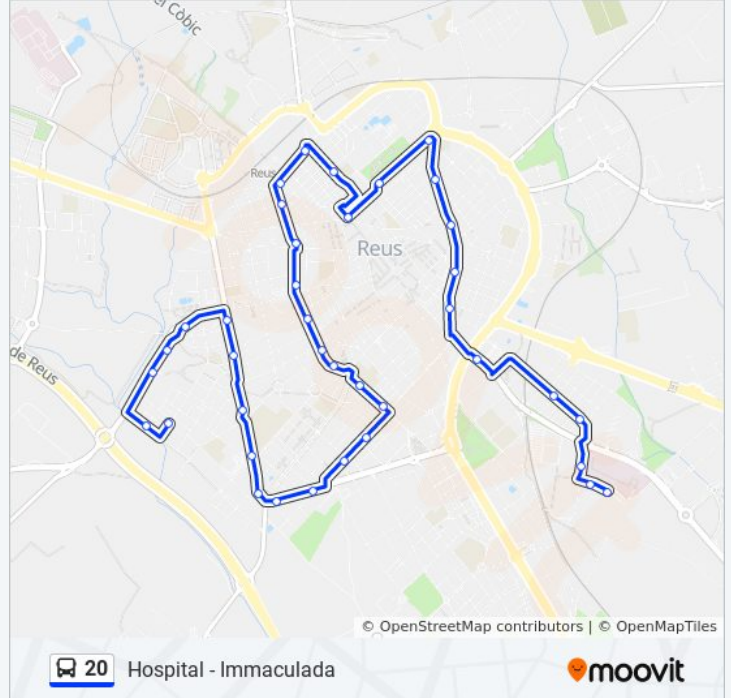 el Còbic
Reus
Reus
de Reus
© OpenStreetMap contributors | © OpenMapTiles
20 Hospital - Immaculada
moovit